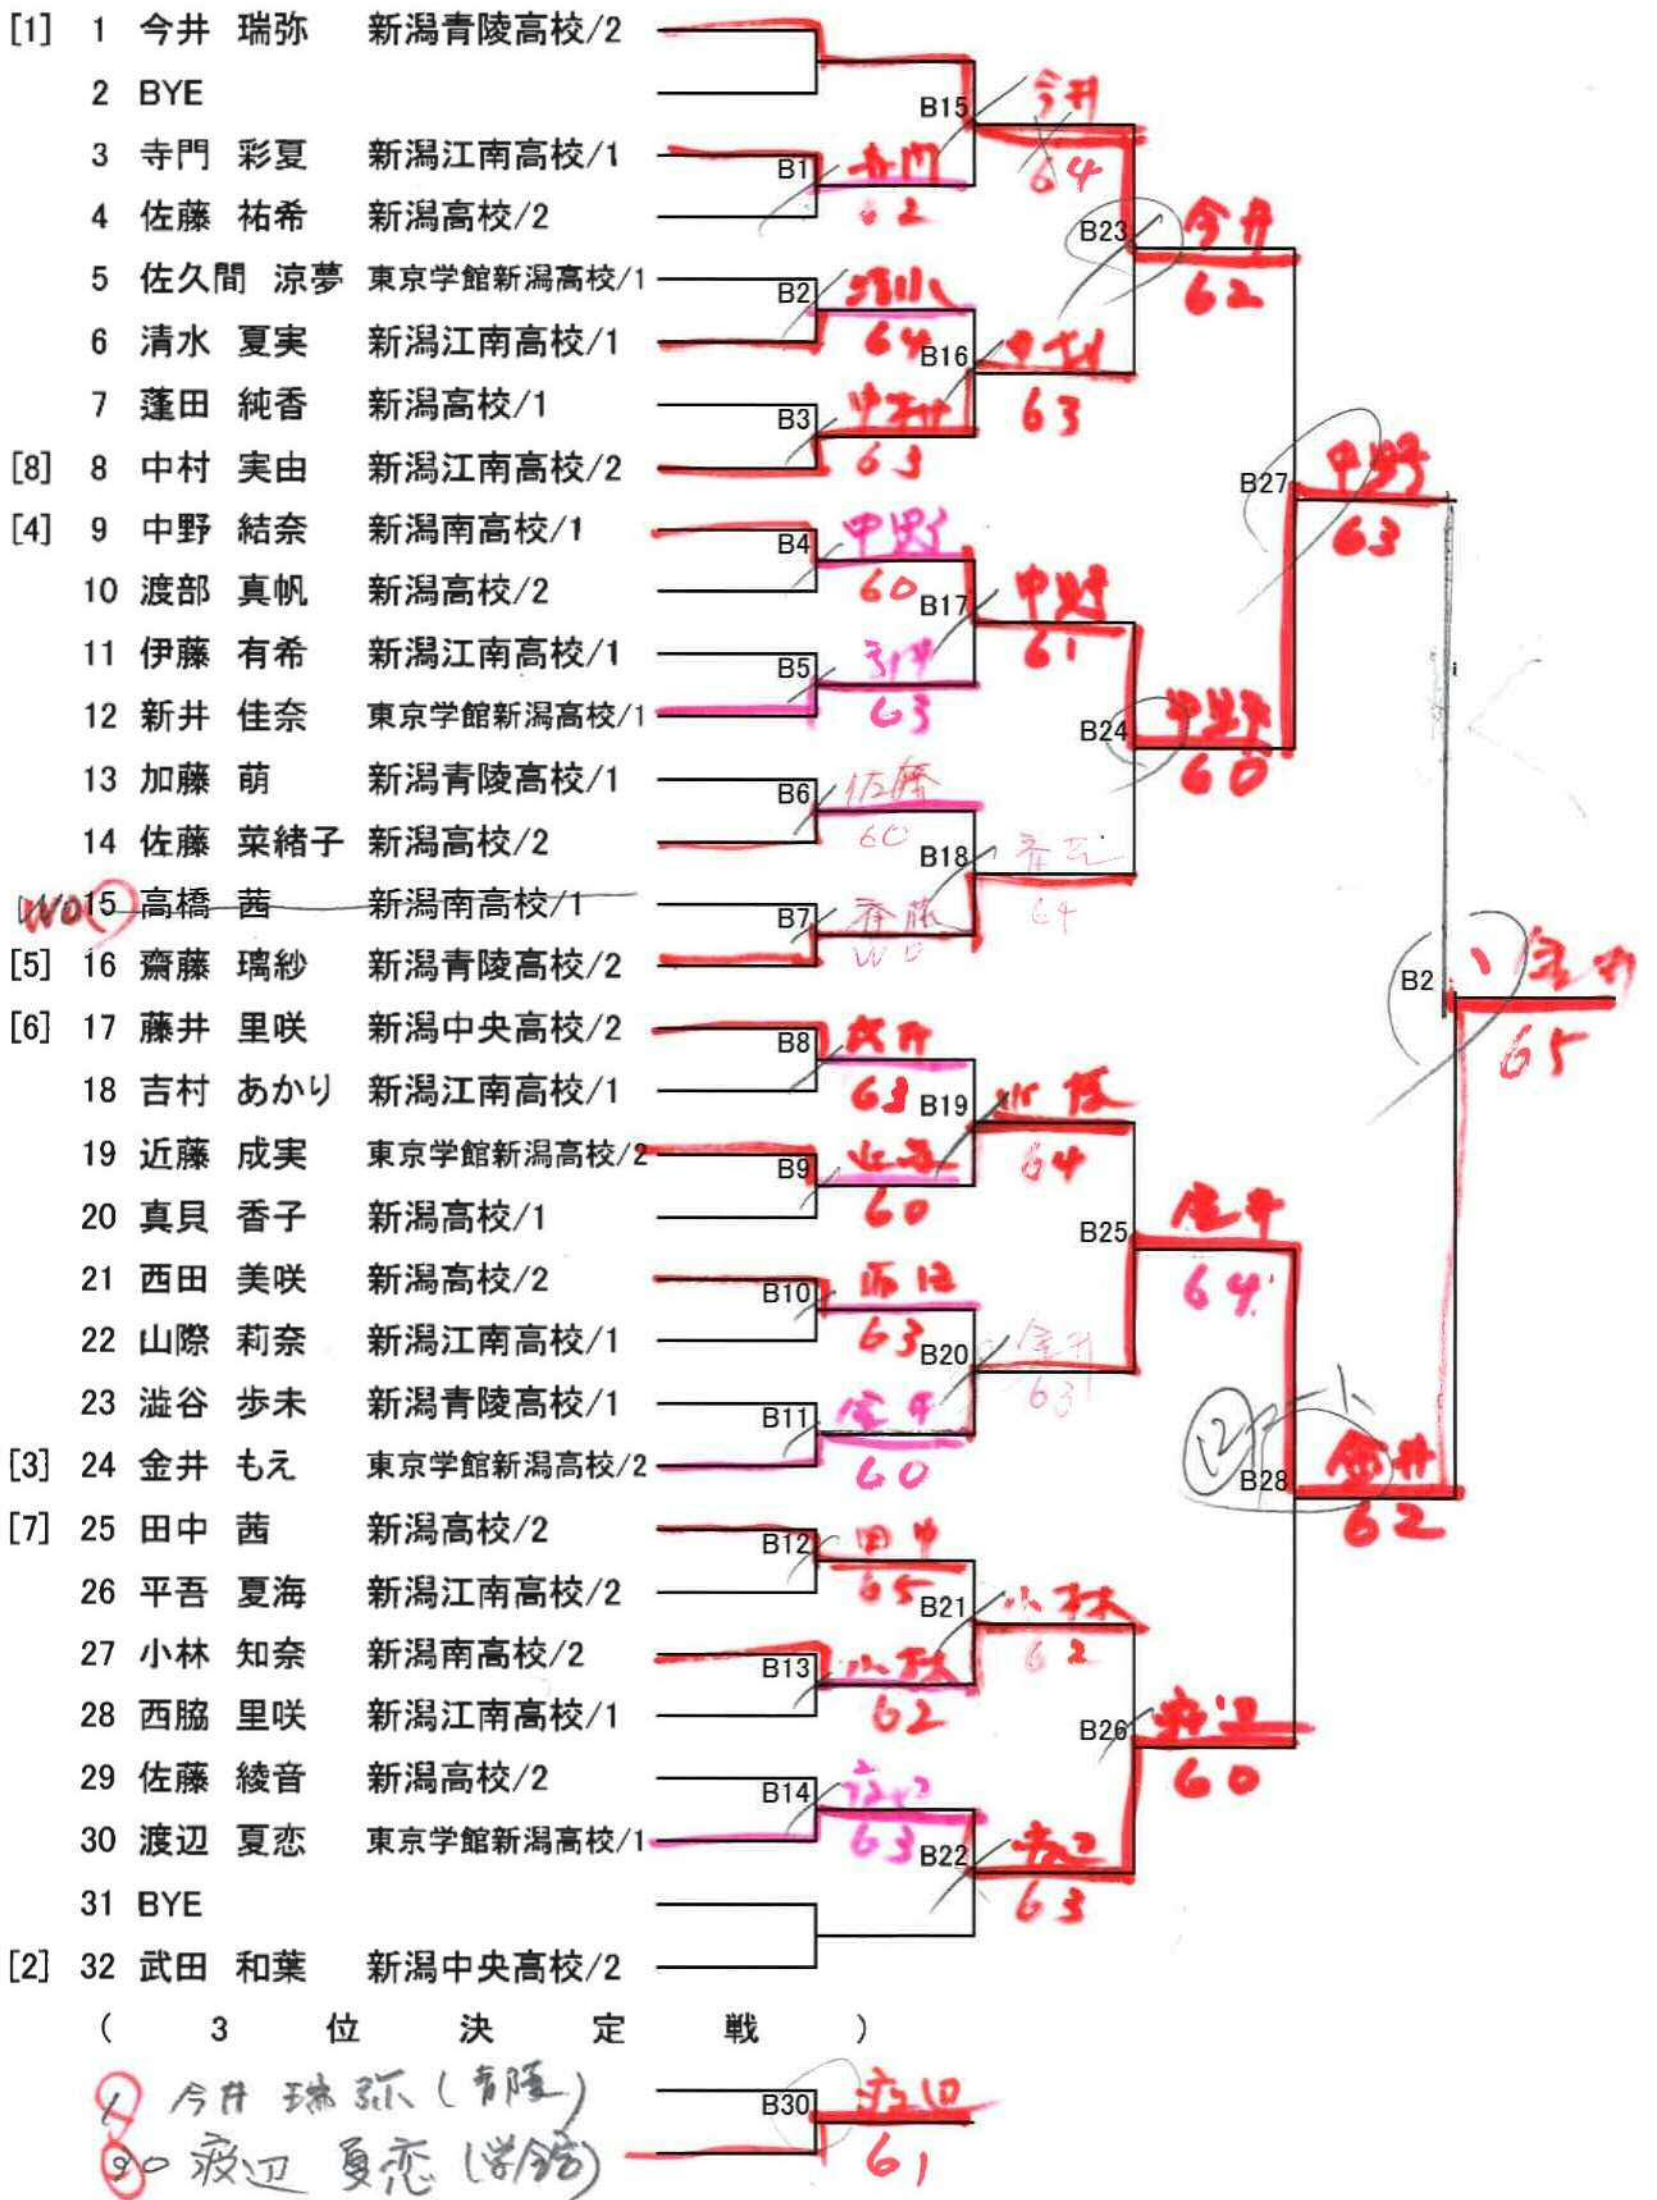 [1] 1 今井 瑞弥 新潟青陵高校/2
2 BYE
B15 今井
3 寺門 彩夏 新潟江南高校/1
B1 寺門 64
4 佐藤 祐希 新潟高校/2
62
B23 今井
5 佐久間 涼夢 東京学館新潟高校/1
B2 清水 62
6 清水 夏実 新潟江南高校/1
64 B16 中村
7 蓬田 純香 新潟高校/1
B3 中村 63
[8] 8 中村 実由 新潟江南高校/2
63
B27 中野
[4] 9 中野 結奈 新潟南高校/1
B4 中野 63
10 渡部 真帆 新潟高校/2
60 B17 中野
11 伊藤 有希 新潟江南高校/1
B5 61
12 新井 佳奈 東京学館新潟高校/1
63 B24 中野
13 加藤 萌 新潟青陵高校/1
B6 佐藤 60
14 佐藤 菜緒子 新潟高校/2
60 B18
WO 15 高橋 茜 新潟南高校/1
B7 斉藤 64
[5] 16 齋藤 璃紗 新潟青陵高校/2
WO
B2 金井
[6] 17 藤井 里咲 新潟中央高校/2
B8 65
18 吉村 あかり 新潟江南高校/1
63 B19
19 近藤 成実 東京学館新潟高校/2
B9 64
20 真貝 香子 新潟高校/1
60 B25 金井
21 西田 美咲 新潟高校/2
B10 西田 64
22 山際 莉奈 新潟江南高校/1
63 B20 金井
23 澁谷 歩未 新潟青陵高校/1
B11 金井 63
[3] 24 金井 もえ 東京学館新潟高校/2
60 B28 金井
[7] 25 田中 茜 新潟高校/2
B12 田中 62
26 平吾 夏海 新潟江南高校/2
65 B21 小林
27 小林 知奈 新潟南高校/2
B13 小林 62
28 西脇 里咲 新潟江南高校/1
62 B26
29 佐藤 綾音 新潟高校/2
B14 60
30 渡辺 夏恋 東京学館新潟高校/1
63 B22
31 BYE
63
[2] 32 武田 和葉 新潟中央高校/2
( 3 位 決 定 戦 )
1 今井 瑞弥 (青陵)
B30
30 渡辺 夏恋 (学館)
61